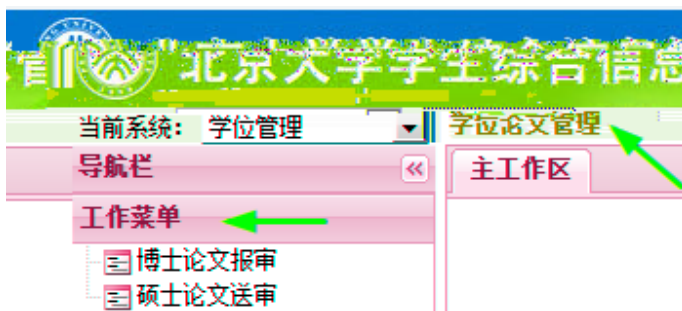 北京大学学生综合信息
当前系统: 学位管理
学位论文管理
导航栏
主工作区
工作菜单
博士论文报审
硕士论文送审